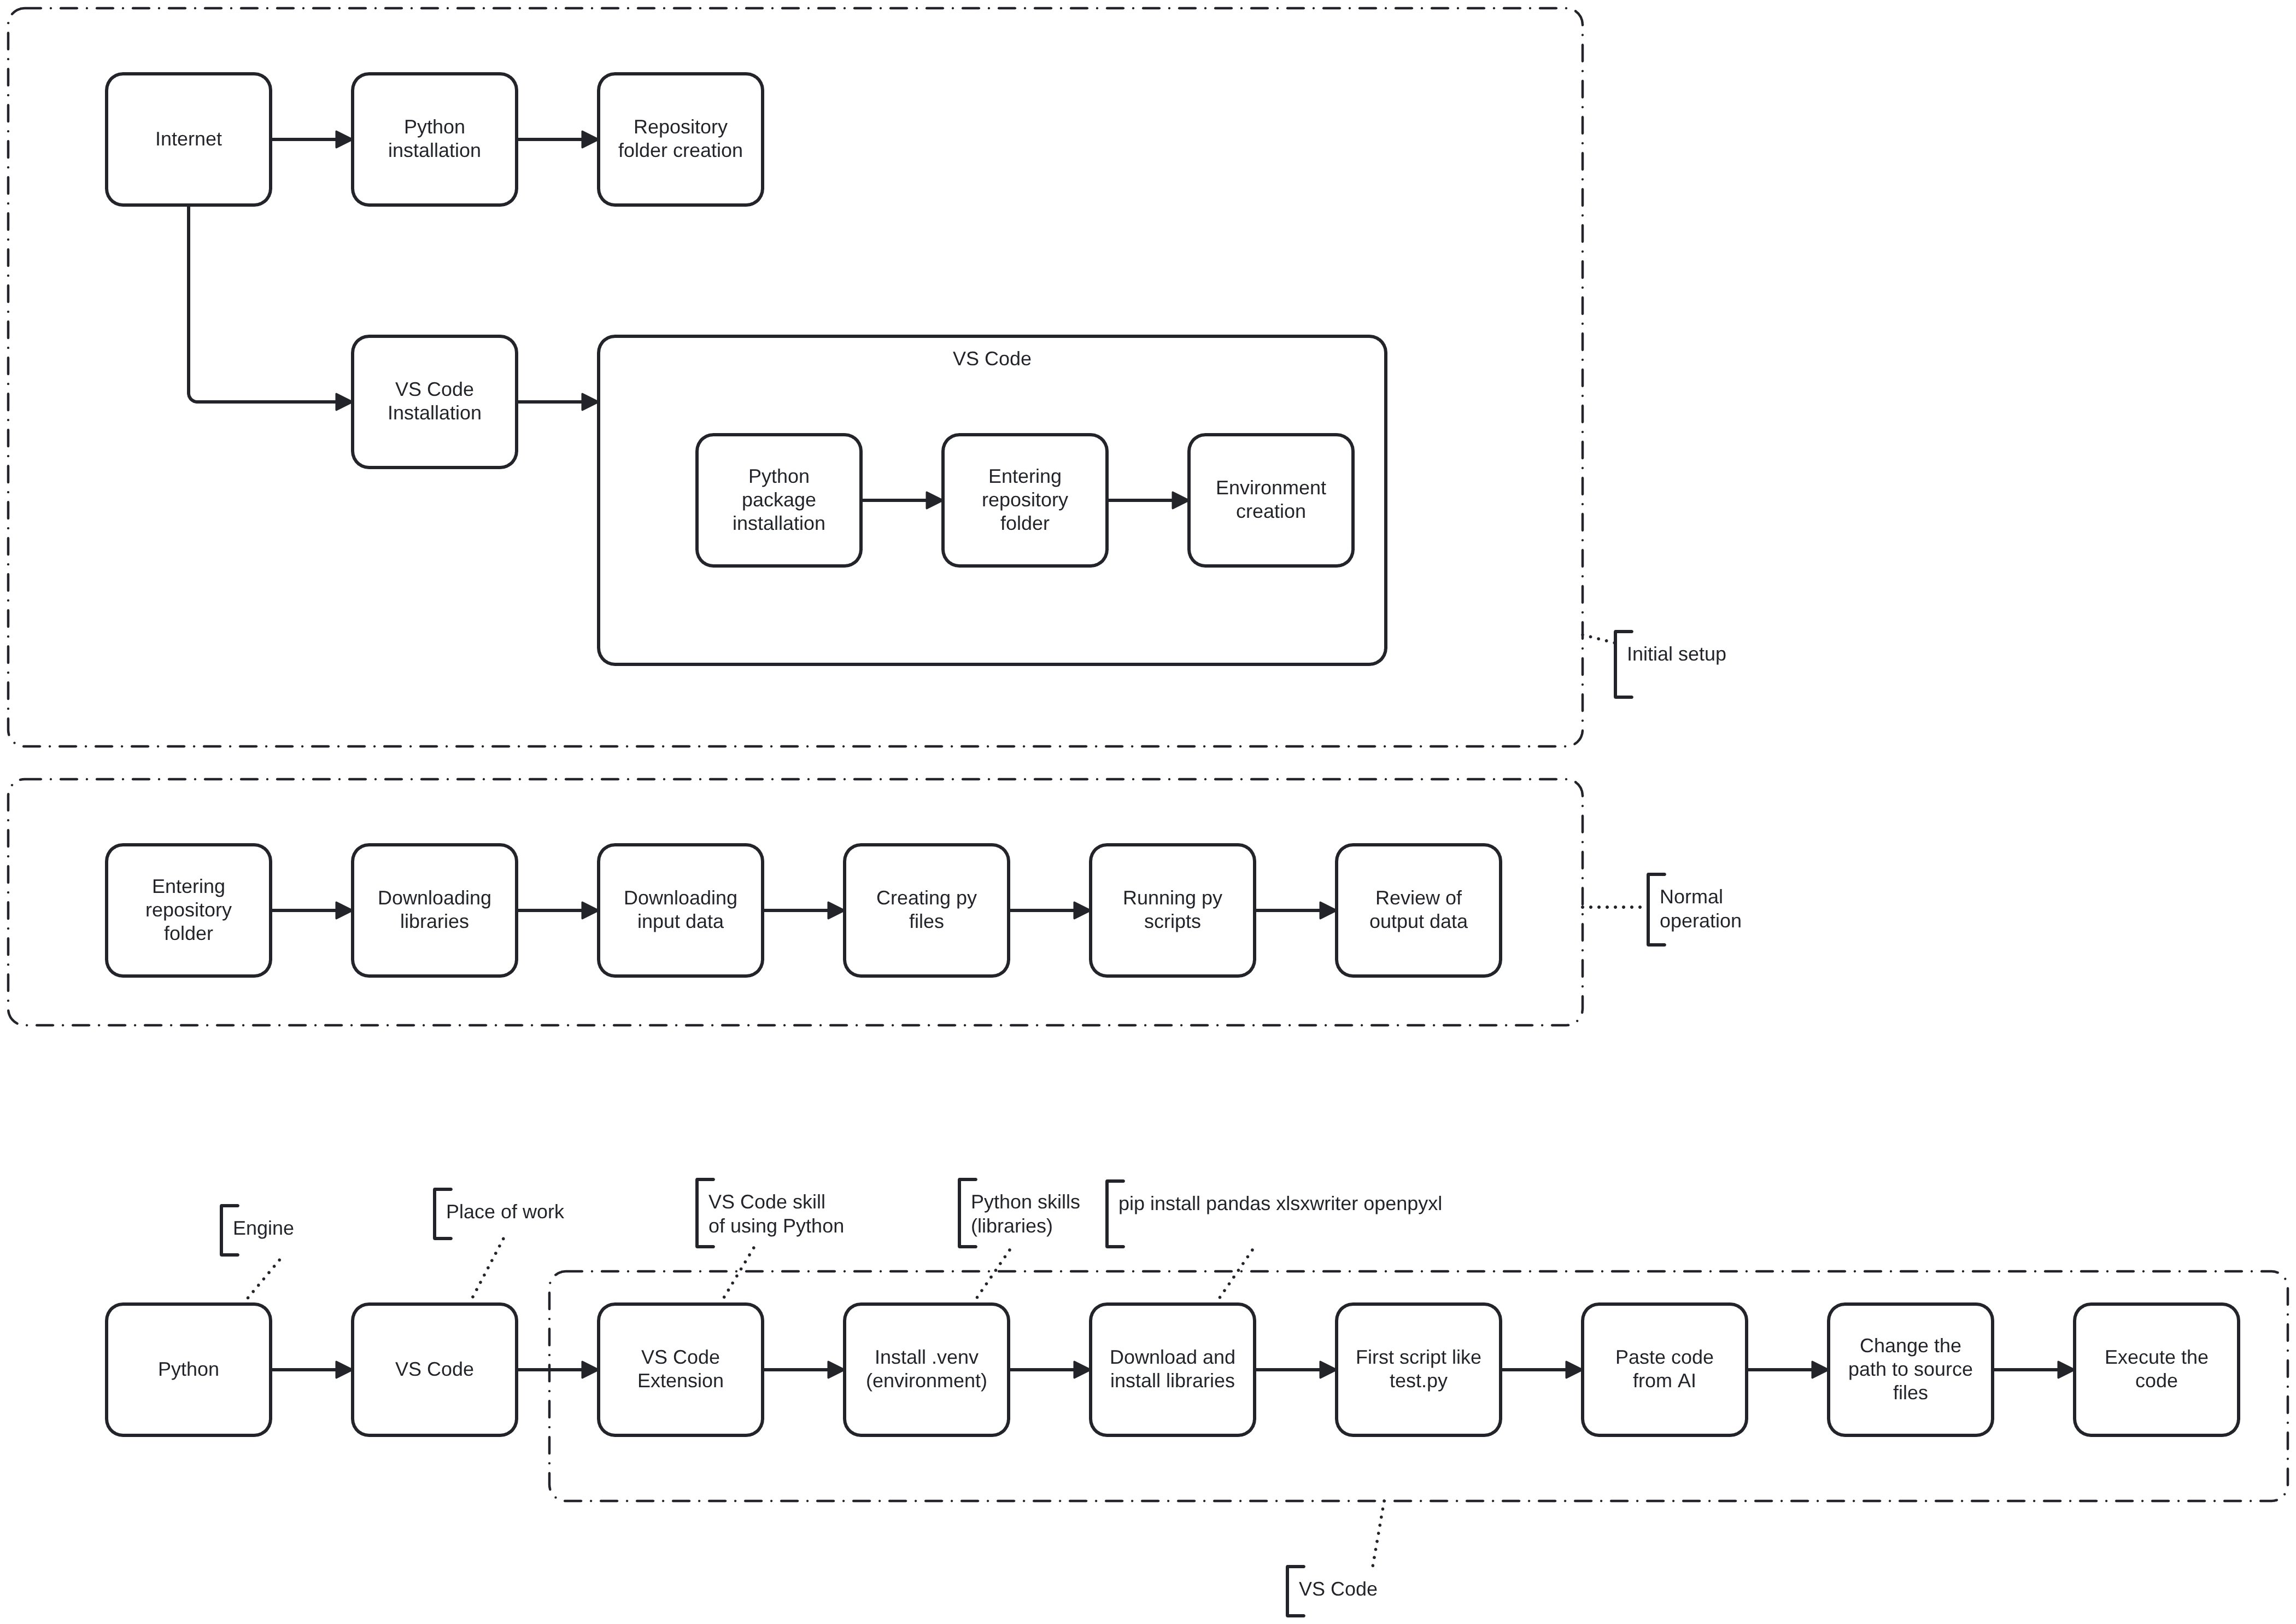 Internet
Python
installation
Repository
folder creation
VS Code
Installation
VS Code
Python
package
installation
Entering
repository
folder
Environment
creation
Initial setup
Entering
repository
folder
Downloading
libraries
Downloading
input data
Creating py
files
Running py
scripts
Review of
output data
Normal
operation
Engine
Place of work
VS Code skill
of using Python
Python skills
(libraries)
pip install pandas xlsxwriter openpyxl
Python
VS Code
VS Code
Extension
Install .venv
(environment)
Download and
install libraries
First script like
test.py
Paste code
from AI
Change the
path to source
files
Execute the
code
VS Code